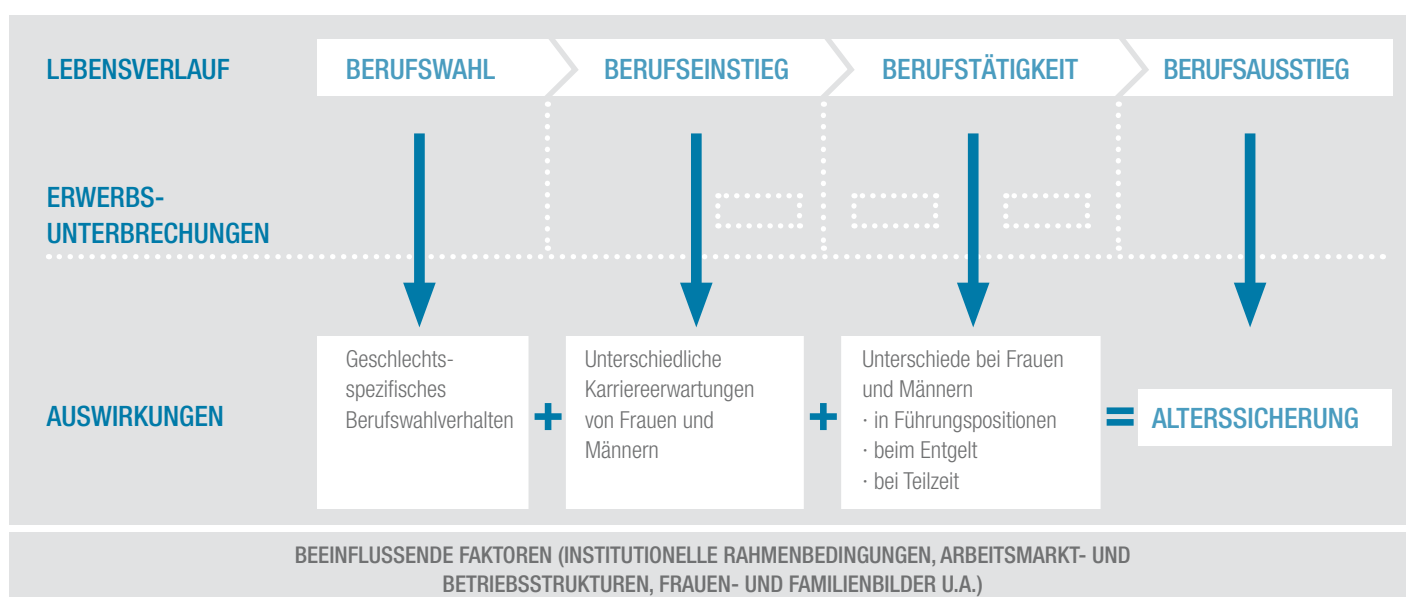 LEBENSVERLAUF
BERUFSWAHL
BERUFSEINSTIEG
BERUFSTÄTIGKEIT
BERUFSAUSSTIEG
ERWERBS-
UNTERBRECHUNGEN
AUSWIRKUNGEN
Geschlechts-
spezifisches
Berufswahlverhalten
+
Unterschiedliche
Karriereerwartungen
von Frauen und
Männern
+
Unterschiede bei Frauen
und Männern
· in Führungspositionen
· beim Entgelt
· bei Teilzeit
=
ALTERSSICHERUNG
BEEINFLUSSENDE FAKTOREN (INSTITUTIONELLE RAHMENBEDINGUNGEN, ARBEITSMARKT- UND
BETRIEBSSTRUKTUREN, FRAUEN- UND FAMILIENBILDER U.A.)